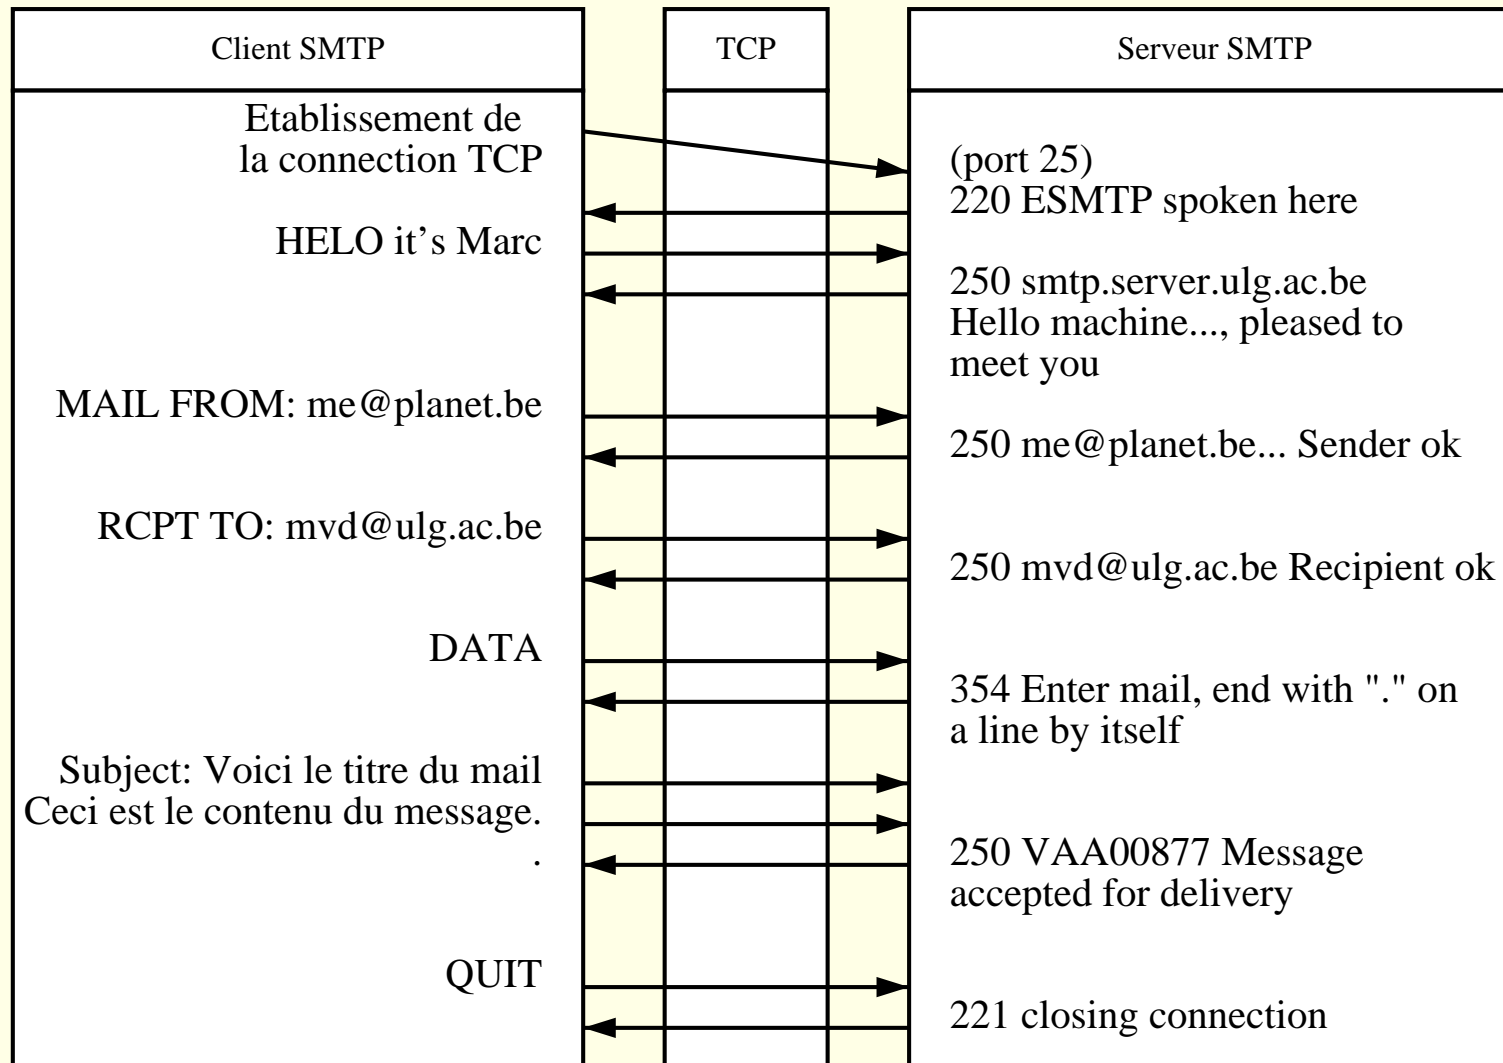 Client SMTP
TCP
Serveur SMTP
Etablissement de
la connection TCP
(port 25)
220 ESMTP spoken here
HELO it's Marc
250 smtp.server.ulg.ac.be
Hello machine..., pleased to
meet you
MAIL FROM: me@planet.be
250 me@planet.be... Sender ok
RCPT TO: mvd@ulg.ac.be
250 mvd@ulg.ac.be Recipient ok
DATA
354 Enter mail, end with "." on
a line by itself
Subject: Voici le titre du mail
Ceci est le contenu du message.
.
250 VAA00877 Message
accepted for delivery
QUIT
221 closing connection